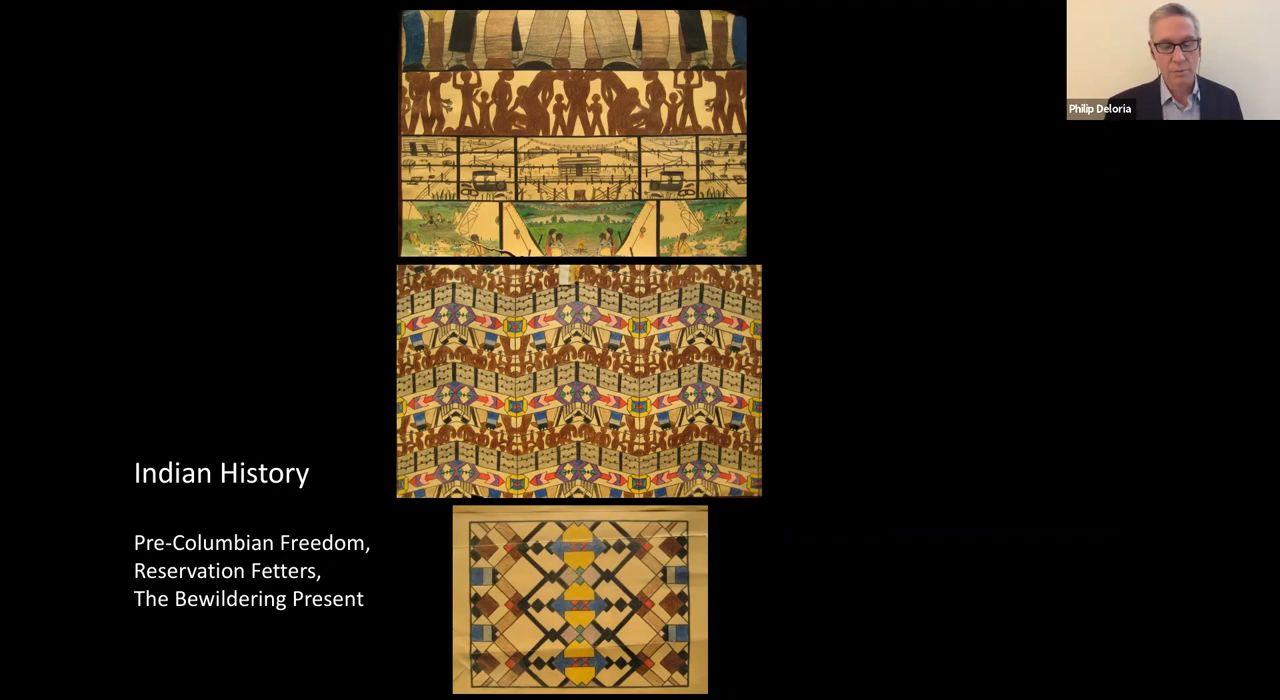 Philip Deloria
Indian History
Pre-Columbian Freedom,
Reservation Fetters,
The Bewildering Present